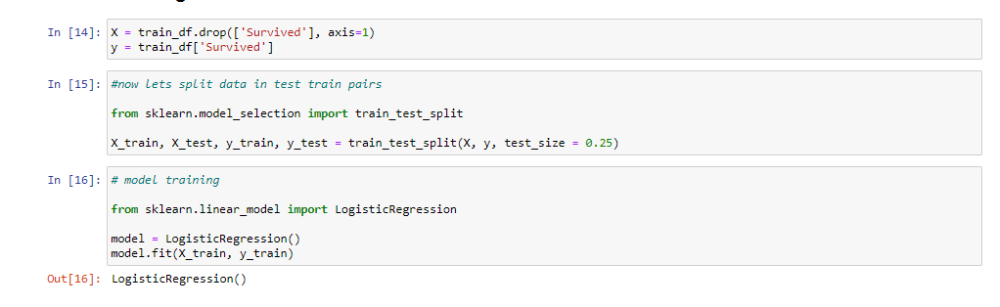 In [14]: X = train_df.drop(['Survived'], axis=1)
y = train_df['Survived']
In [15]: #now lets split data in test train pairs
from sklearn.model_selection import train_test_split
X_train, X_test, y_train, y_test = train_test_split(X, y, test_size = 0.25)
In [16]: # model training
from sklearn.linear_model import LogisticRegression
model = LogisticRegression()
model.fit(X_train, y_train)
Out[16]: LogisticRegression()